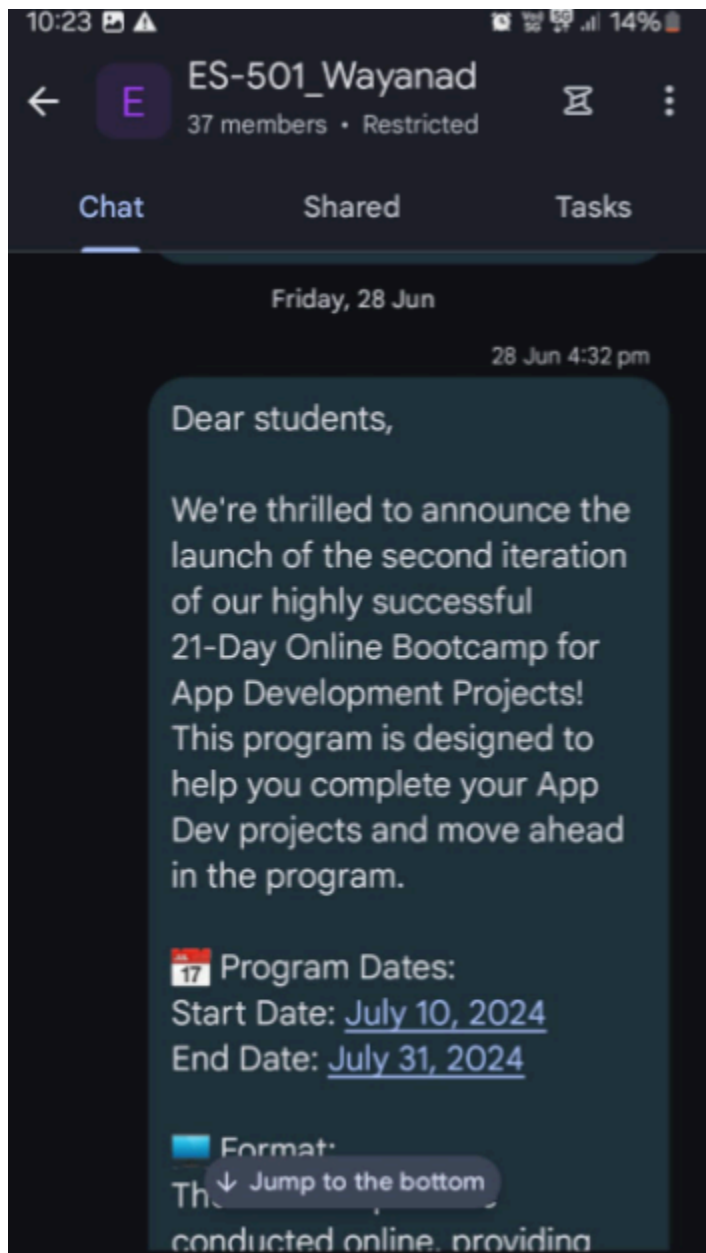 10:23 14%
ES-501_Wayanad
E
37 members • Restricted
Chat Shared Tasks
Friday, 28 Jun
28 Jun 4:32 pm
Dear students,
We're thrilled to announce the
launch of the second iteration
of our highly successful
21-Day Online Bootcamp for
App Development Projects!
This program is designed to
help you complete your App
Dev projects and move ahead
in the program.
17 Program Dates:
Start Date: July 10, 2024
End Date: July 31, 2024
Format:
↓ Jump to the bottom
conducted online, providing